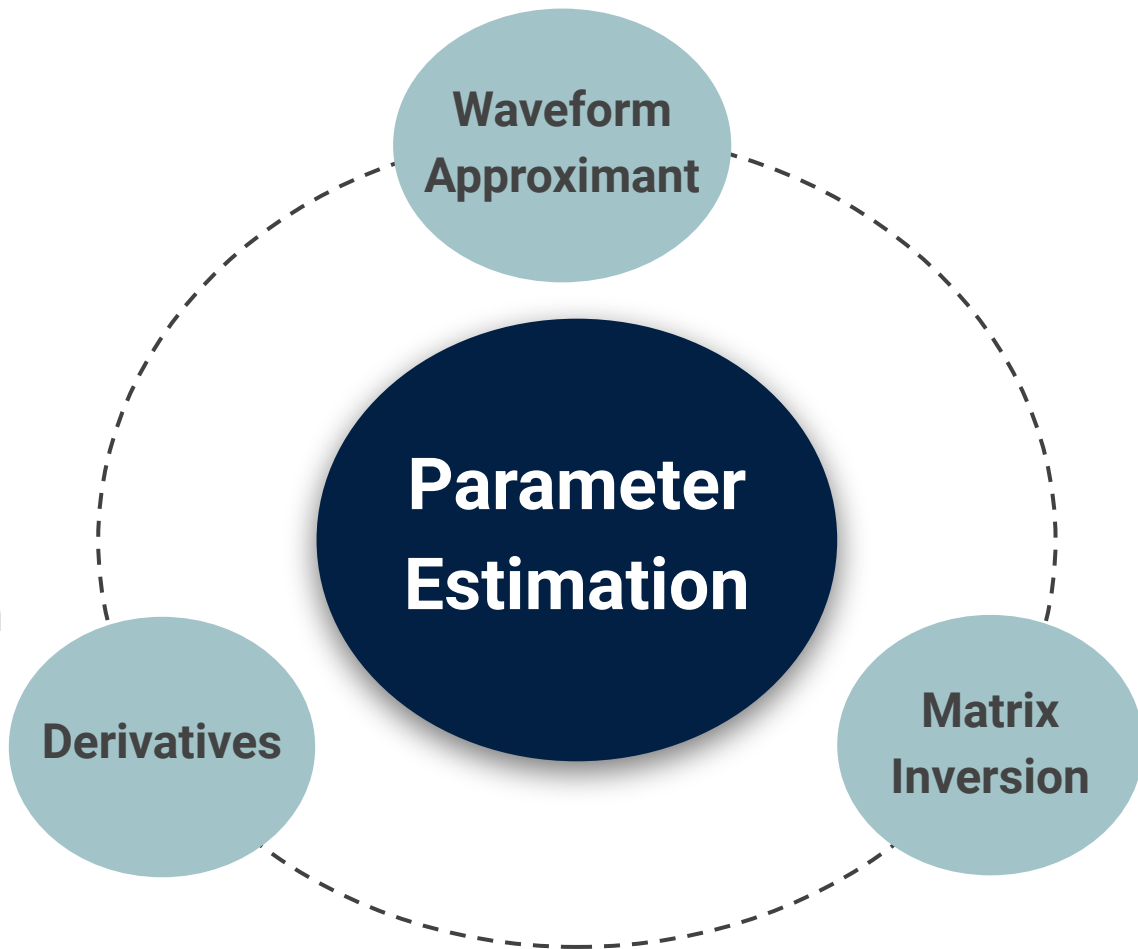 Waveform
Approximant
Parameter
Estimation
Derivatives
Matrix
Inversion